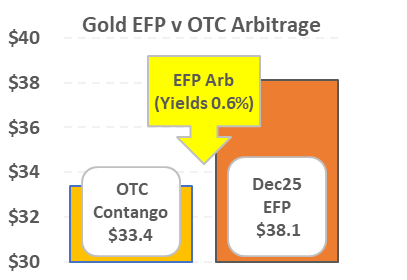 Gold EFP v OTC Arbitrage
$40
$38
$36
$34
$32
$30
EFP Arb
(Yields 0.6%)
OTC
Contango
$33.4
Dec25
EFP
$38.1